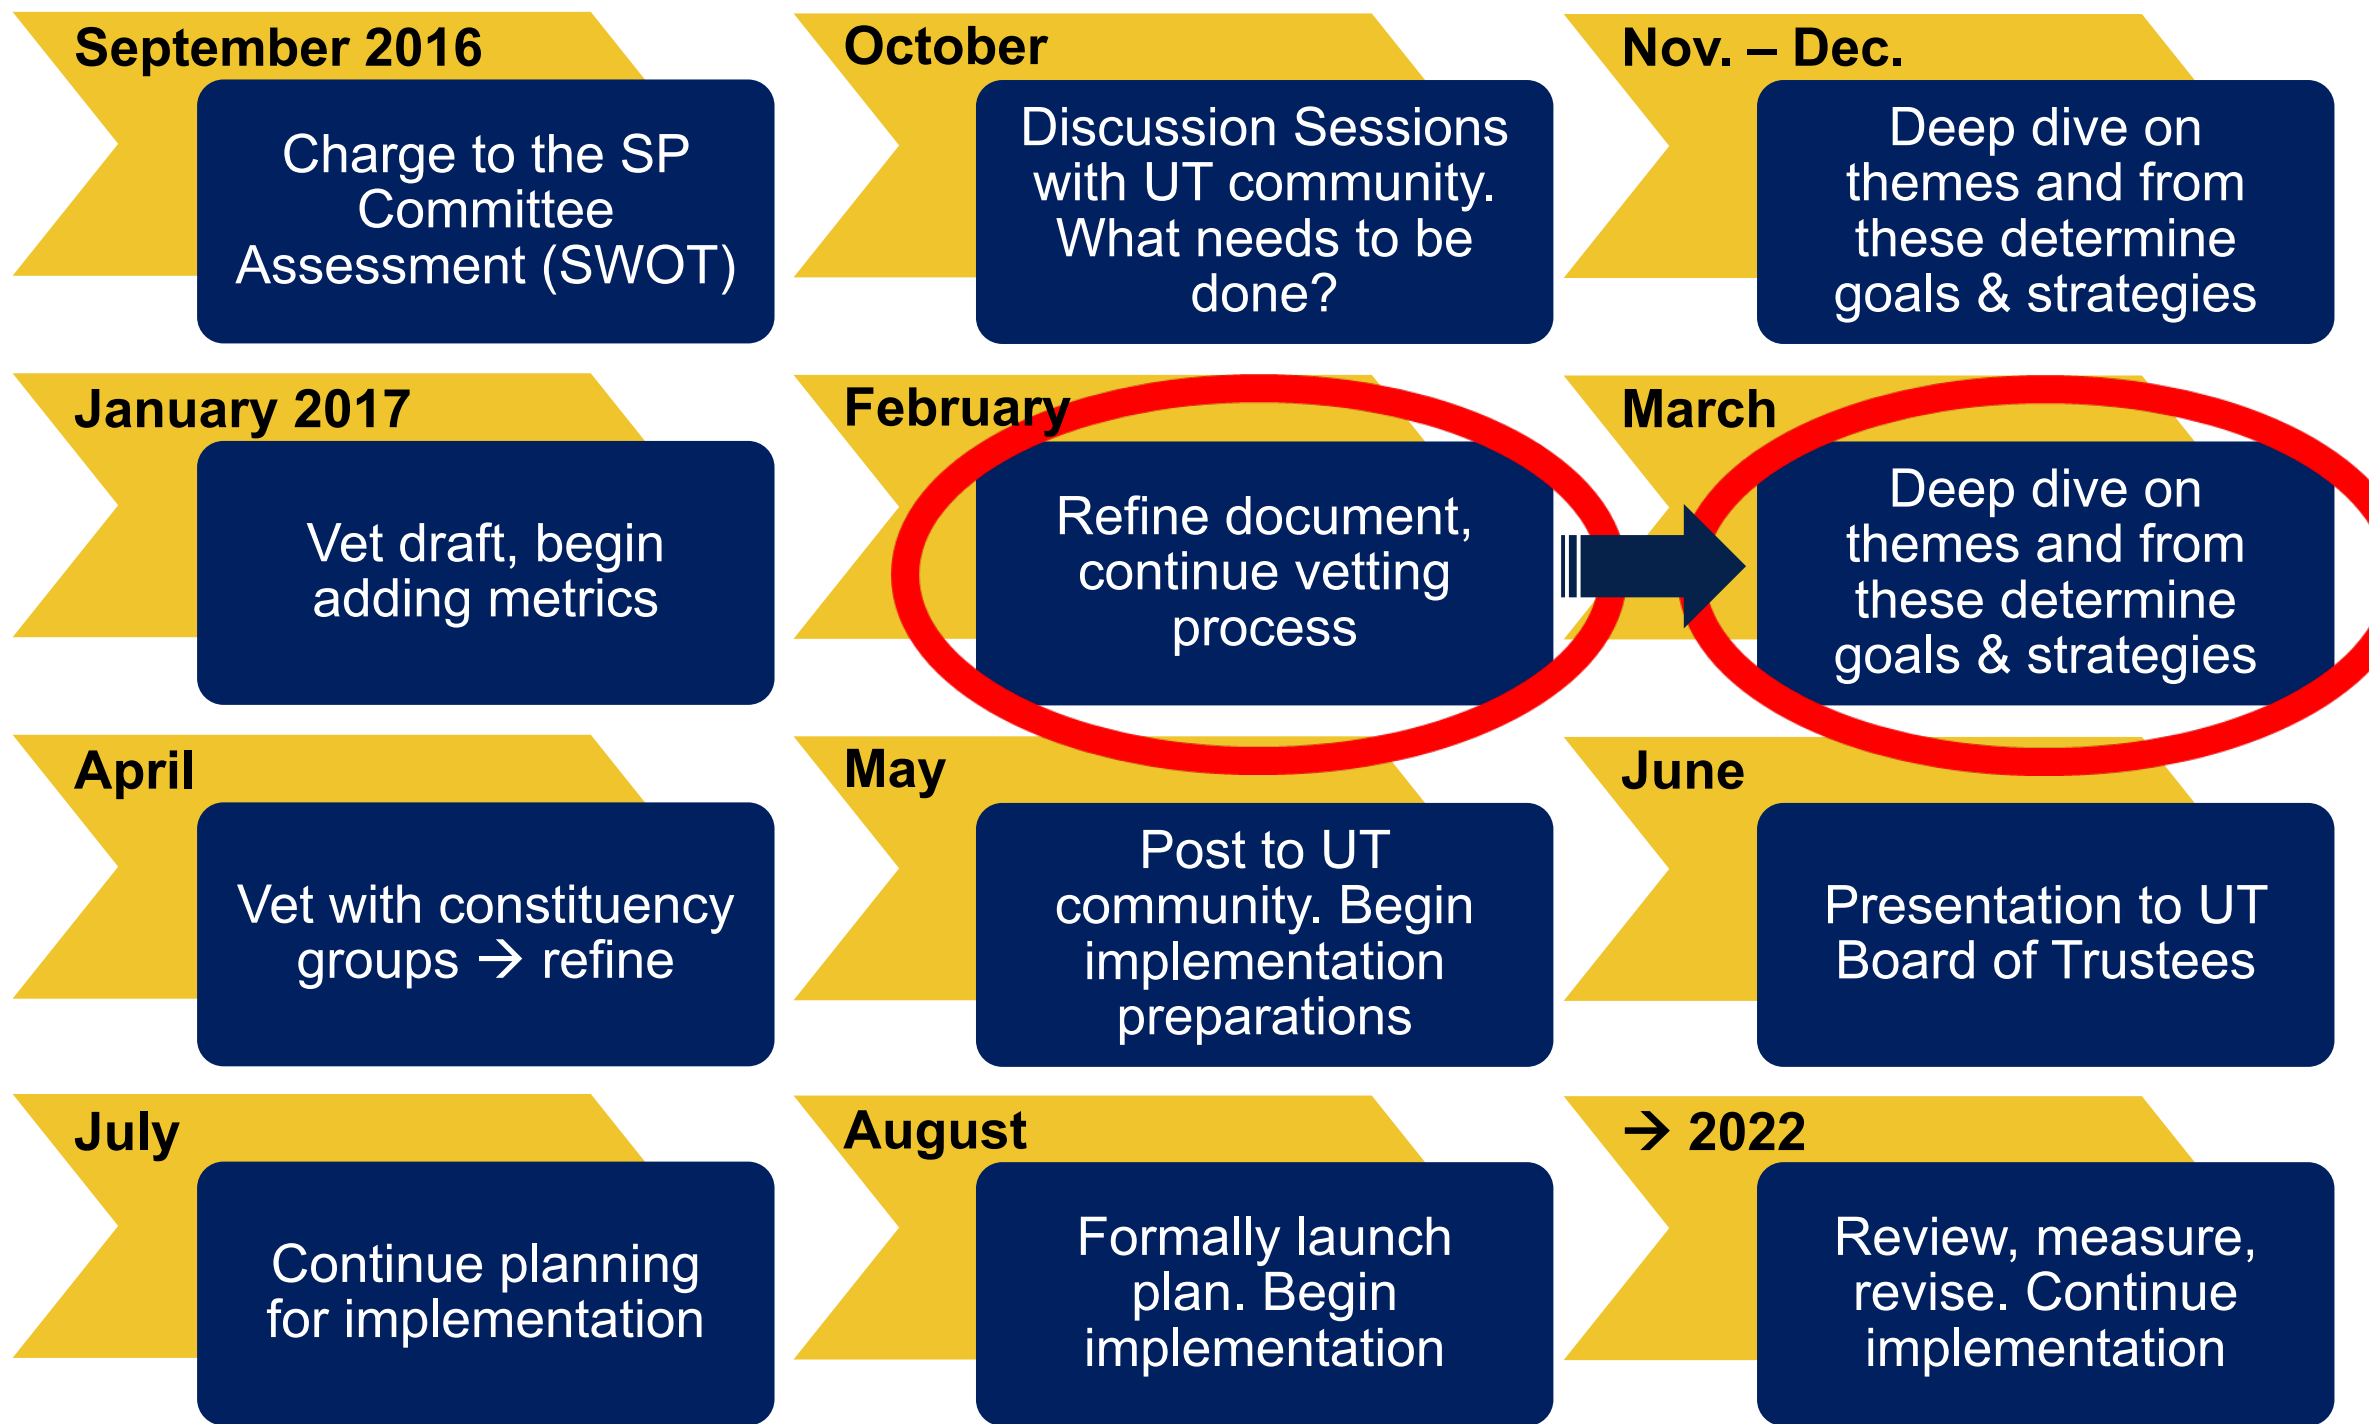 September 2016
Charge to the SP
Committee
Assessment (SWOT)
October
Discussion Sessions
with UT community.
What needs to be
done?
Nov. – Dec.
Deep dive on
themes and from
these determine
goals & strategies
January 2017
Vet draft, begin
adding metrics
February
Refine document,
continue vetting
process
March
Deep dive on
themes and from
these determine
goals & strategies
April
Vet with constituency
groups → refine
May
Post to UT
community. Begin
implementation
preparations
June
Presentation to UT
Board of Trustees
July
Continue planning
for implementation
August
Formally launch
plan. Begin
implementation
→ 2022
Review, measure,
revise. Continue
implementation